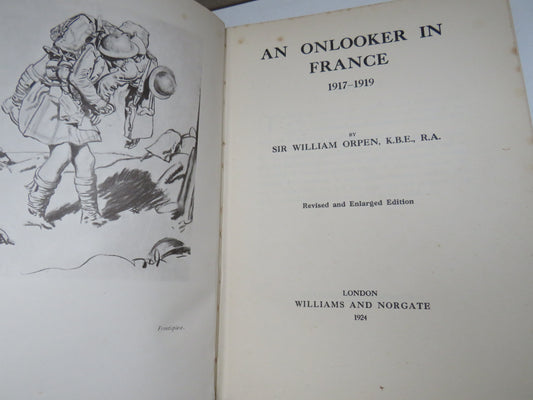 Frontispiece.
AN ONLOOKER IN
FRANCE
1917–1919
BY
SIR WILLIAM ORPEN, K.B.E., R.A.
Revised and Enlarged Edition
LONDON
WILLIAMS AND NORGATE
1924